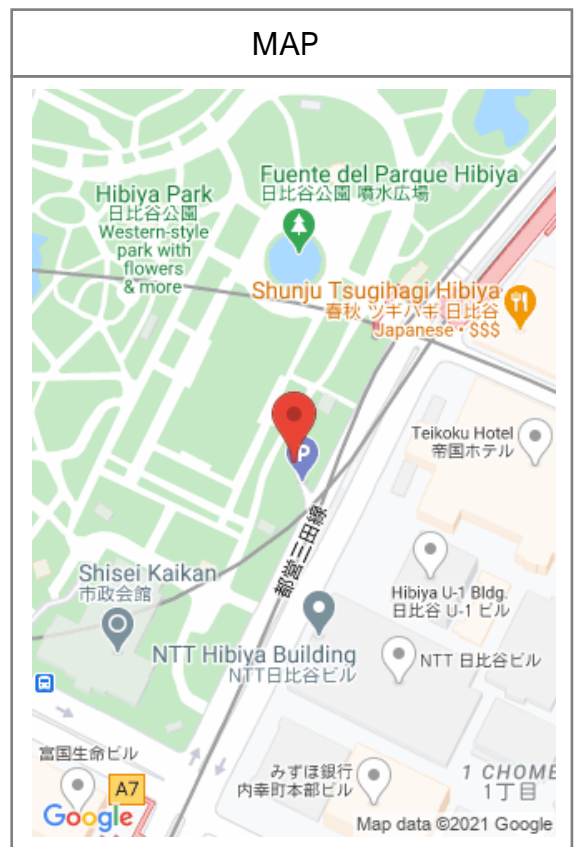 MAP
Fuente del Parque Hibiya
日比谷公園 噴水広場
Hibiya Park
日比谷公園
Western-style
park with
flowers
& more
Shunju Tsugihagi Hibiya
春秋 ツギハギ 日比谷
Japanese • $$$
Teikoku Hotel
帝国ホテル
P
都営三田線
Shisei Kaikan
市政会館
Hibiya U-1 Bldg.
日比谷 U-1 ビル
NTT Hibiya Building
NTT日比谷ビル
NTT 日比谷ビル
富国生命ビル
A7
みずほ銀行
内幸町本部ビル
1 CHOME
1丁目
Google
Map data ©2021 Google